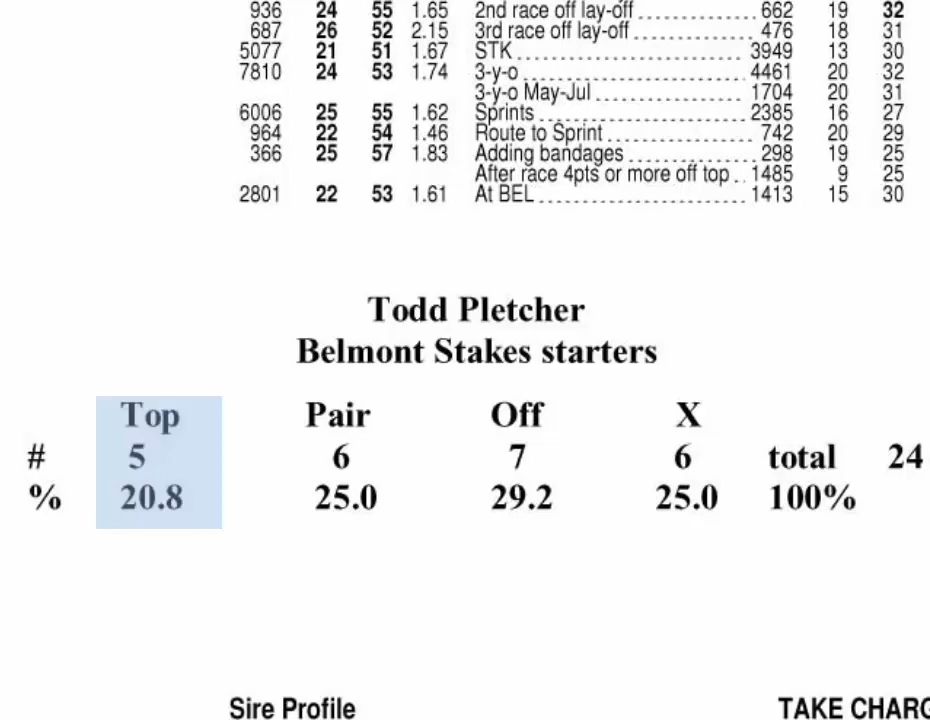 936 24 55 1.65 2nd race off lay-off 662 19 32
687 26 52 2.15 3rd race off lay-off 476 18 31
5077 21 51 1.67 STK 3949 13 30
7810 24 53 1.74 3-y-o 4461 20 32
3-y-o May-Jul 1704 20 31
6006 25 55 1.62 Sprints 2385 16 27
964 22 54 1.46 Route to Sprint 742 20 29
366 25 57 1.83 Adding bandages 298 19 25
After race 4pts or more off top 1485 9 25
2801 22 53 1.61 At BEL 1413 15 30
Todd Pletcher
Belmont Stakes starters
Top Pair Off X
# 5 6 7 6 total 24
% 20.8 25.0 29.2 25.0 100%
Sire Profile TAKE CHARG